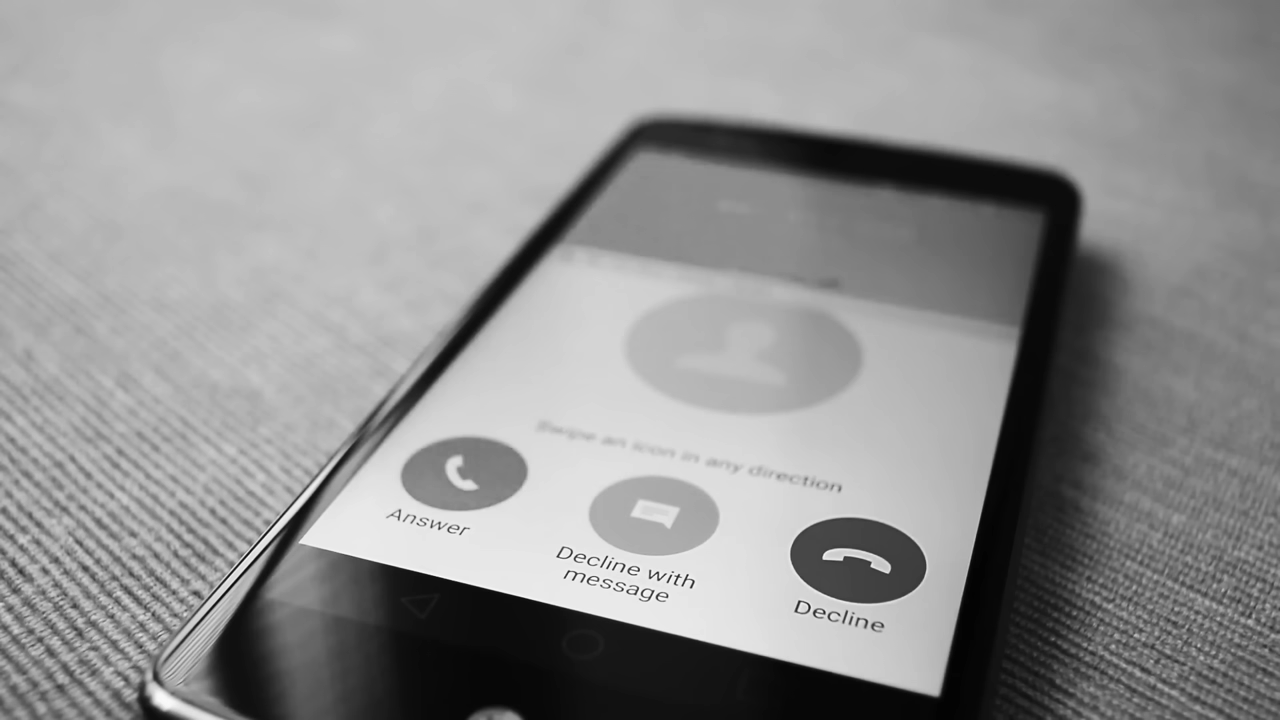 Swipe an icon in any direction
Answer
Decline with
message
Decline